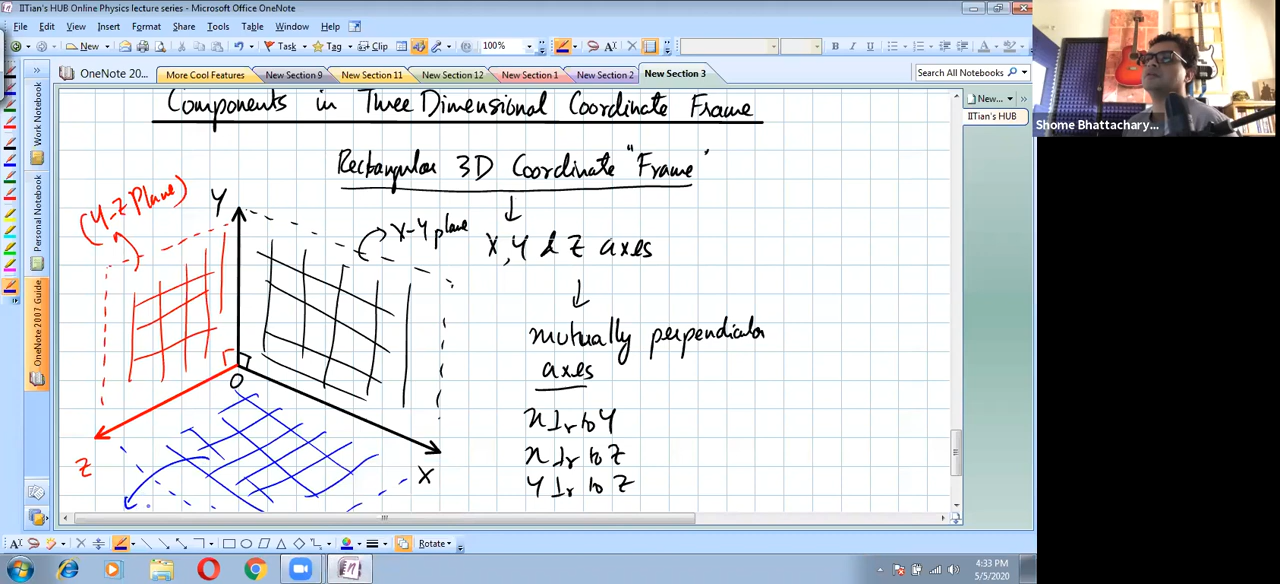 IITian's HUB Online Physics lecture series - Microsoft Office OneNote
File Edit View Insert Format Share Tools Table Window Help
New Task Tag Clip 100% B I U
OneNote 20... More Cool Features New Section 9 New Section 11 New Section 12 New Section 1 New Section 2 New Section 3 Search All Notebooks
New...
IITian's HUB
Shome Bhattachary...
Work Notebook
Personal Notebook
OneNote 2007 Guide
Components in Three Dimensional Coordinate Frame
Rectangular 3D Coordinate "Frame"
(Y-Z Plane)
Y
X-Y plane
X, Y & Z axes
mutually perpendicular
axes
O
x ⊥r to Y
x ⊥r to Z
Y ⊥r to Z
Z
X
Rotate
4:33 PM
5/5/2020